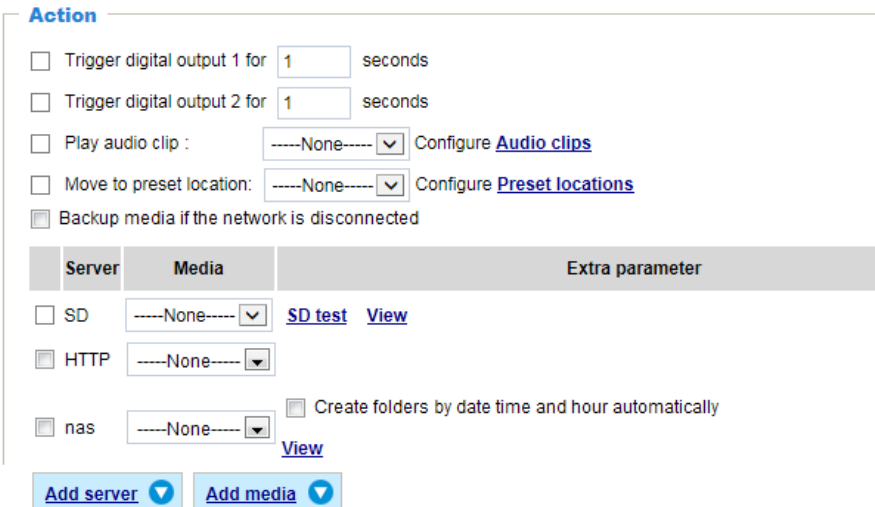 Action
Trigger digital output 1 for 1 seconds
Trigger digital output 2 for 1 seconds
Play audio clip : -----None----- Configure Audio clips
Move to preset location: -----None----- Configure Preset locations
Backup media if the network is disconnected
Server Media Extra parameter
SD -----None----- SD test View
HTTP -----None-----
Create folders by date time and hour automatically
nas -----None-----
View
Add server Add media